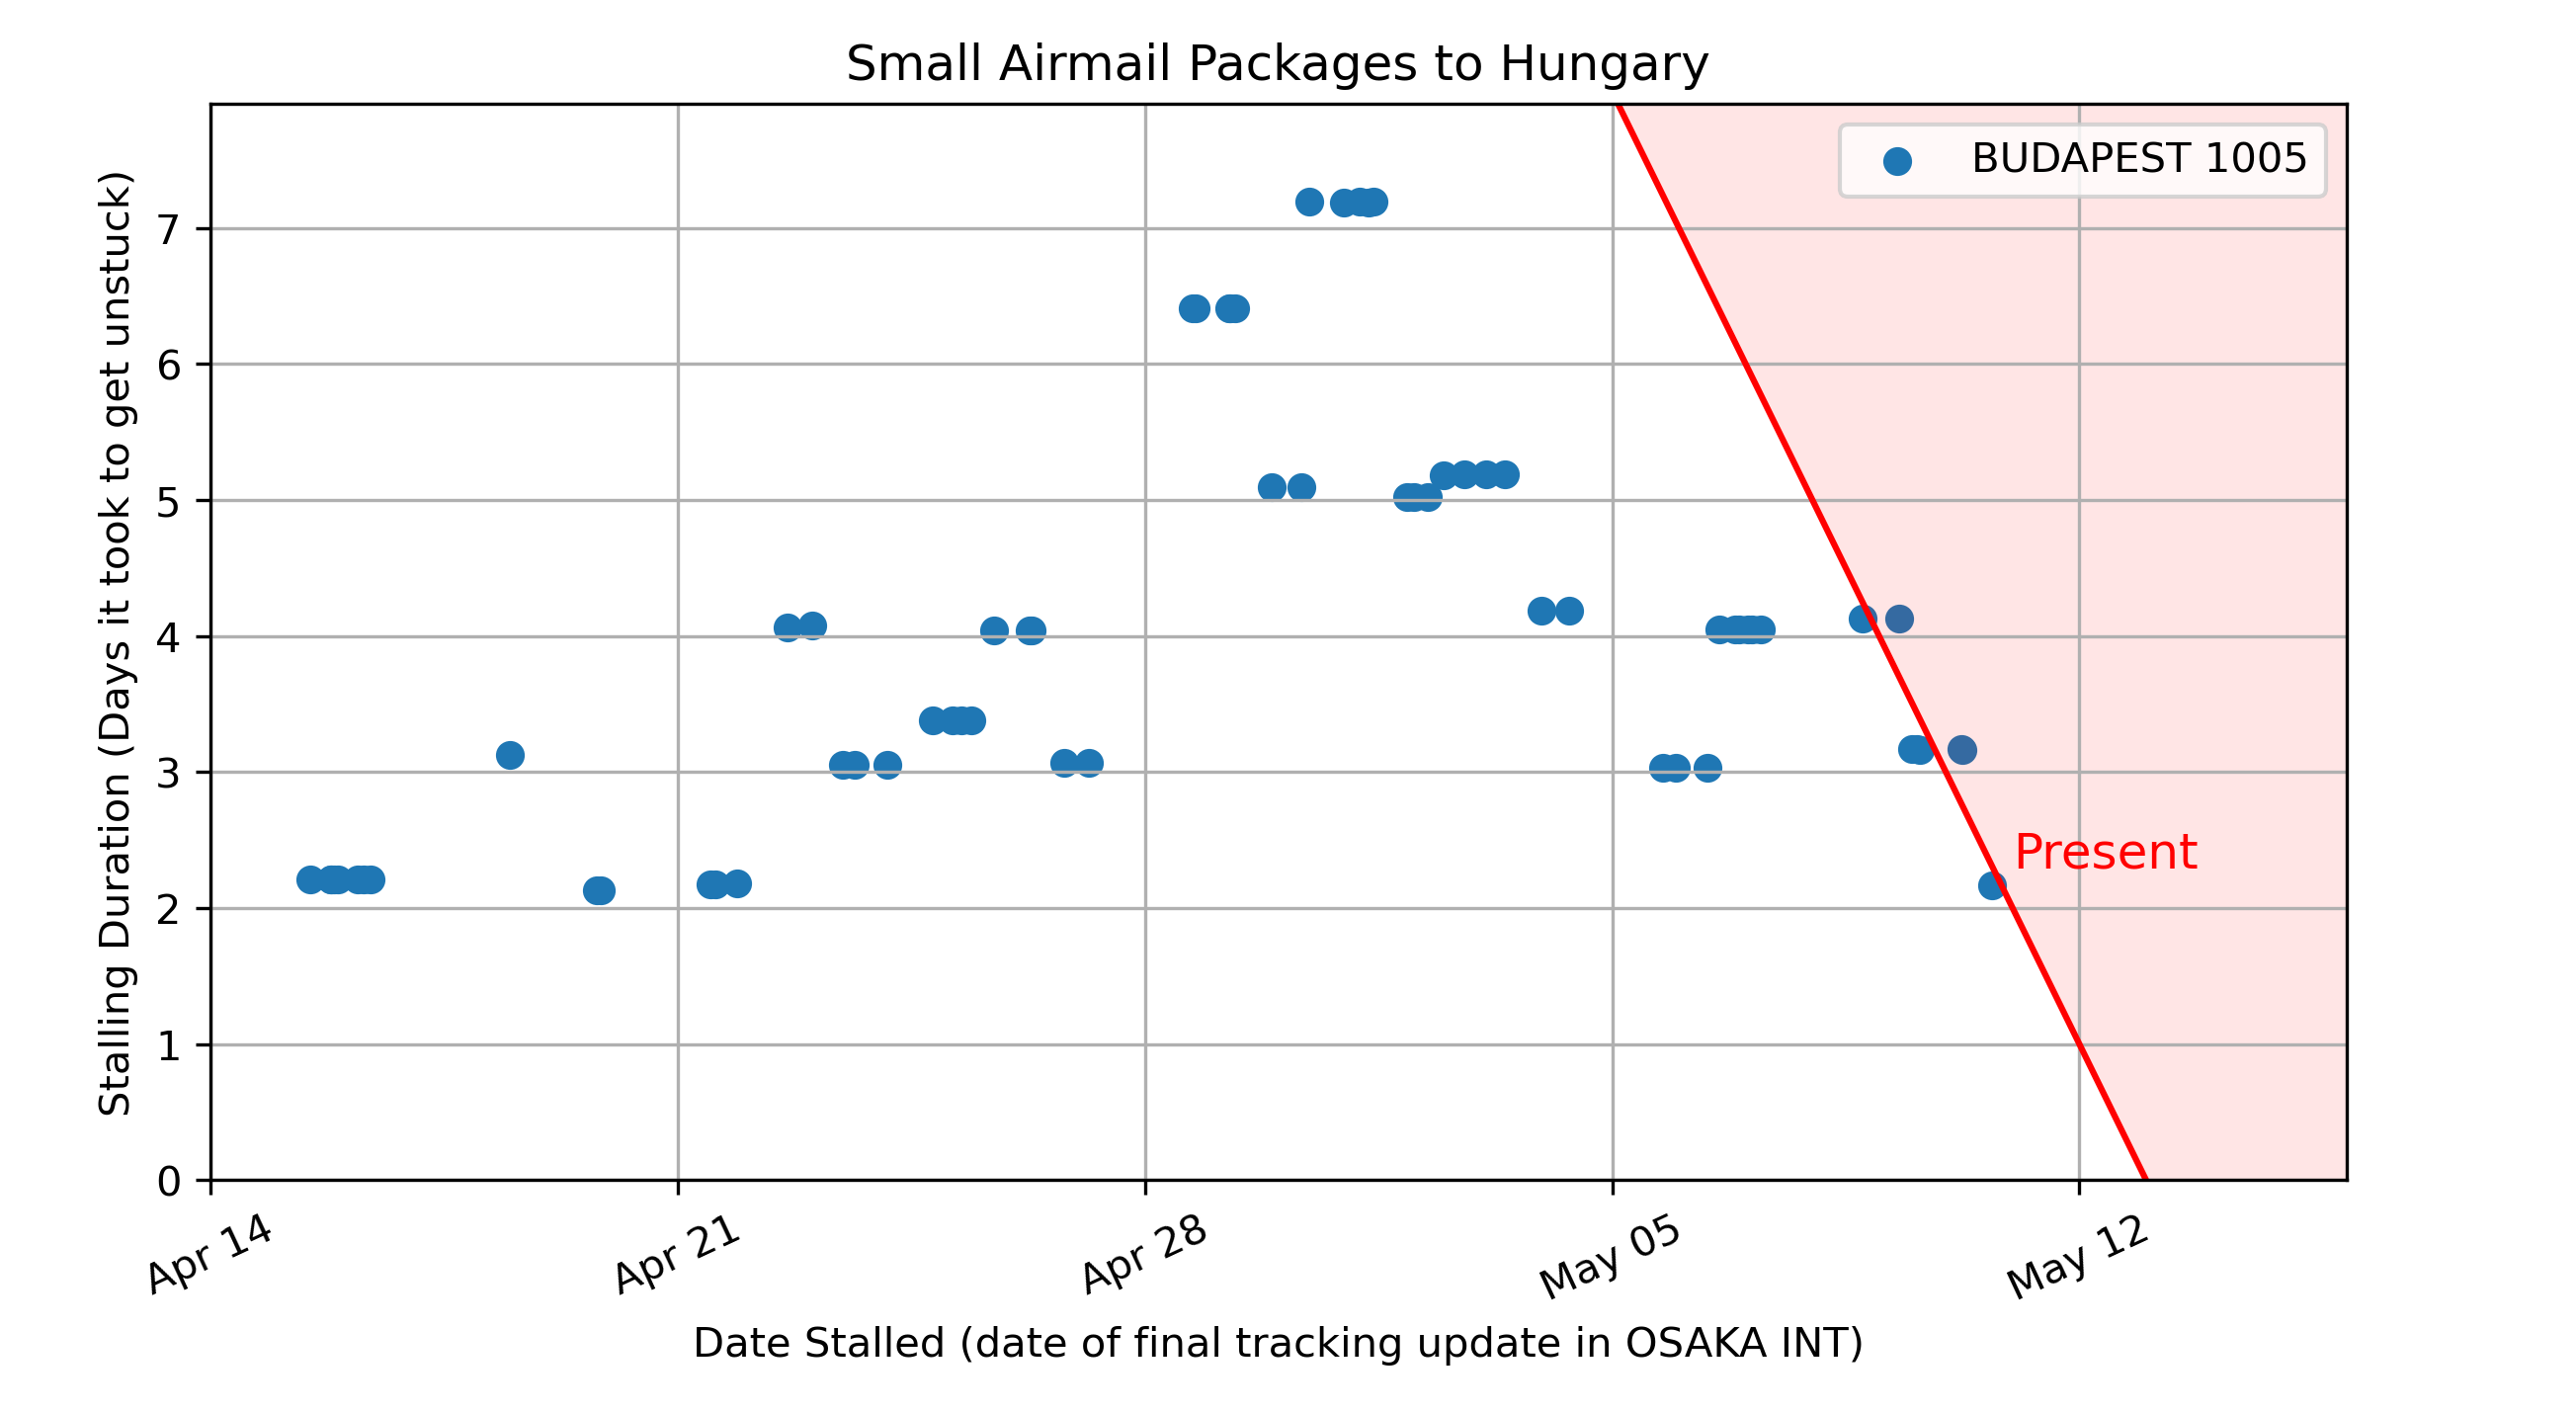 Small Airmail Packages to Hungary
BUDAPEST 1005
Stalling Duration (Days it took to get unstuck)
7
6
5
4
3
2
1
0
Present
Apr 14
Apr 21
Apr 28
May 05
May 12
Date Stalled (date of final tracking update in OSAKA INT)